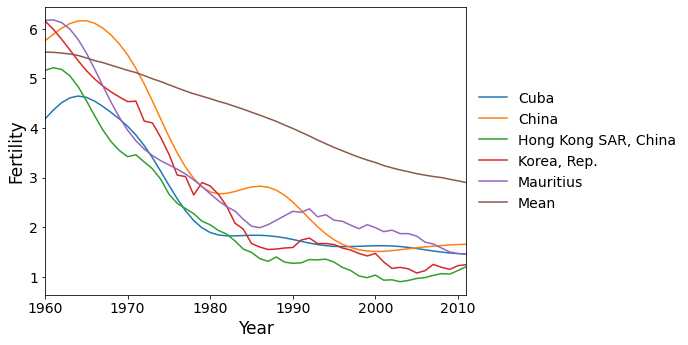 6
5
4
3
2
1
Fertility
1960
1970
1980
1990
2000
2010
Year
Cuba
China
Hong Kong SAR, China
Korea, Rep.
Mauritius
Mean